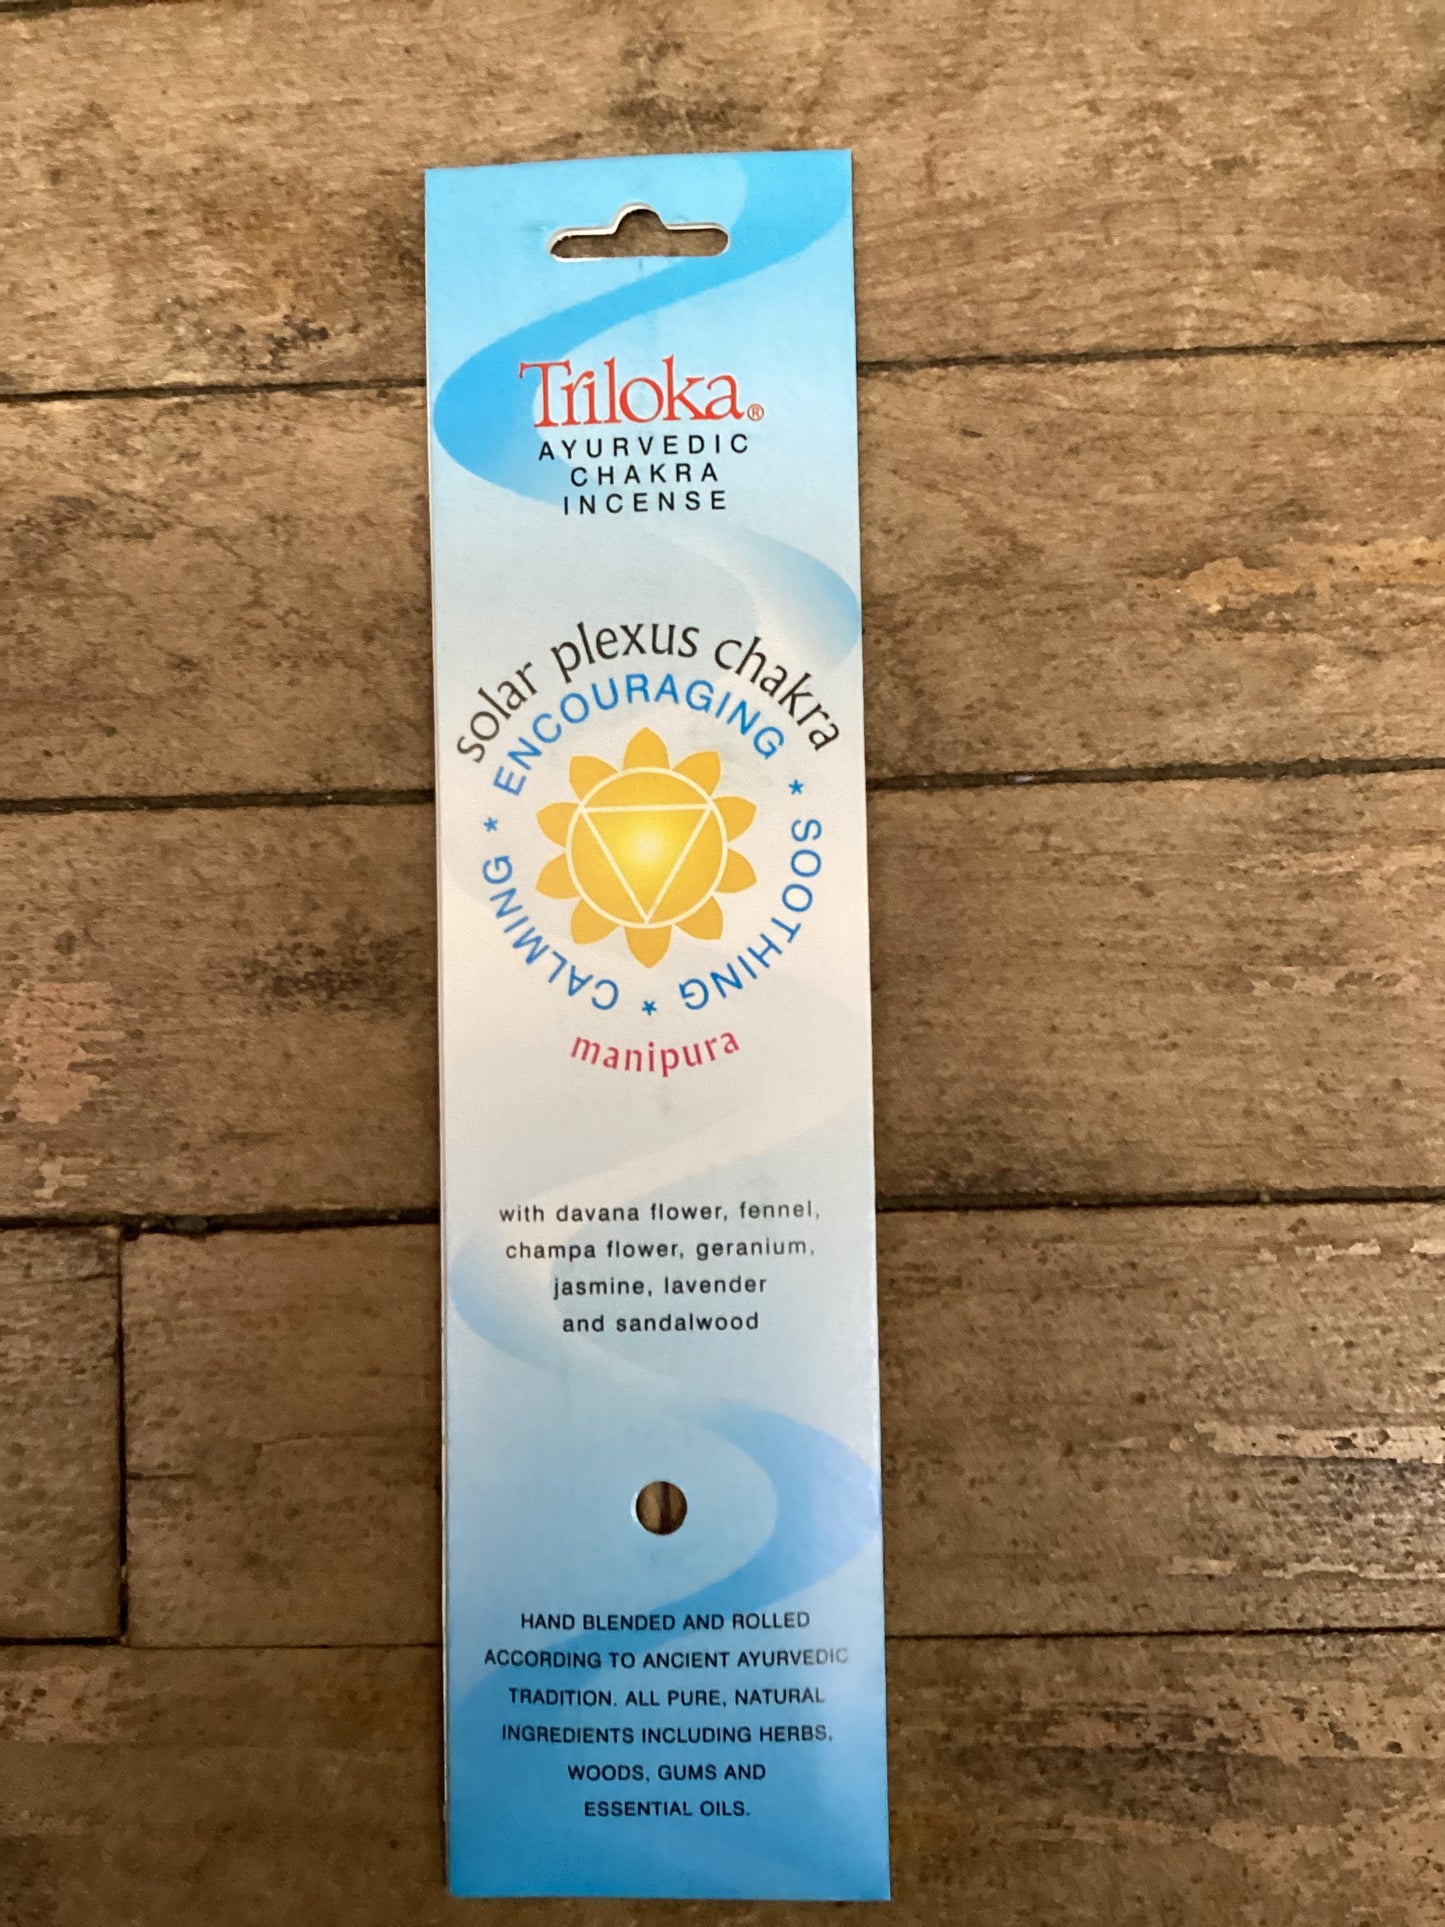 Triloka®
AYURVEDIC
CHAKRA
INCENSE
solar plexus chakra
ENCOURAGING * SOOTHING * CALMING *
manipura
with davana flower, fennel,
champa flower, geranium,
jasmine, lavender
and sandalwood
HAND BLENDED AND ROLLED
ACCORDING TO ANCIENT AYURVEDIC
TRADITION. ALL PURE, NATURAL
INGREDIENTS INCLUDING HERBS,
WOODS, GUMS AND
ESSENTIAL OILS.